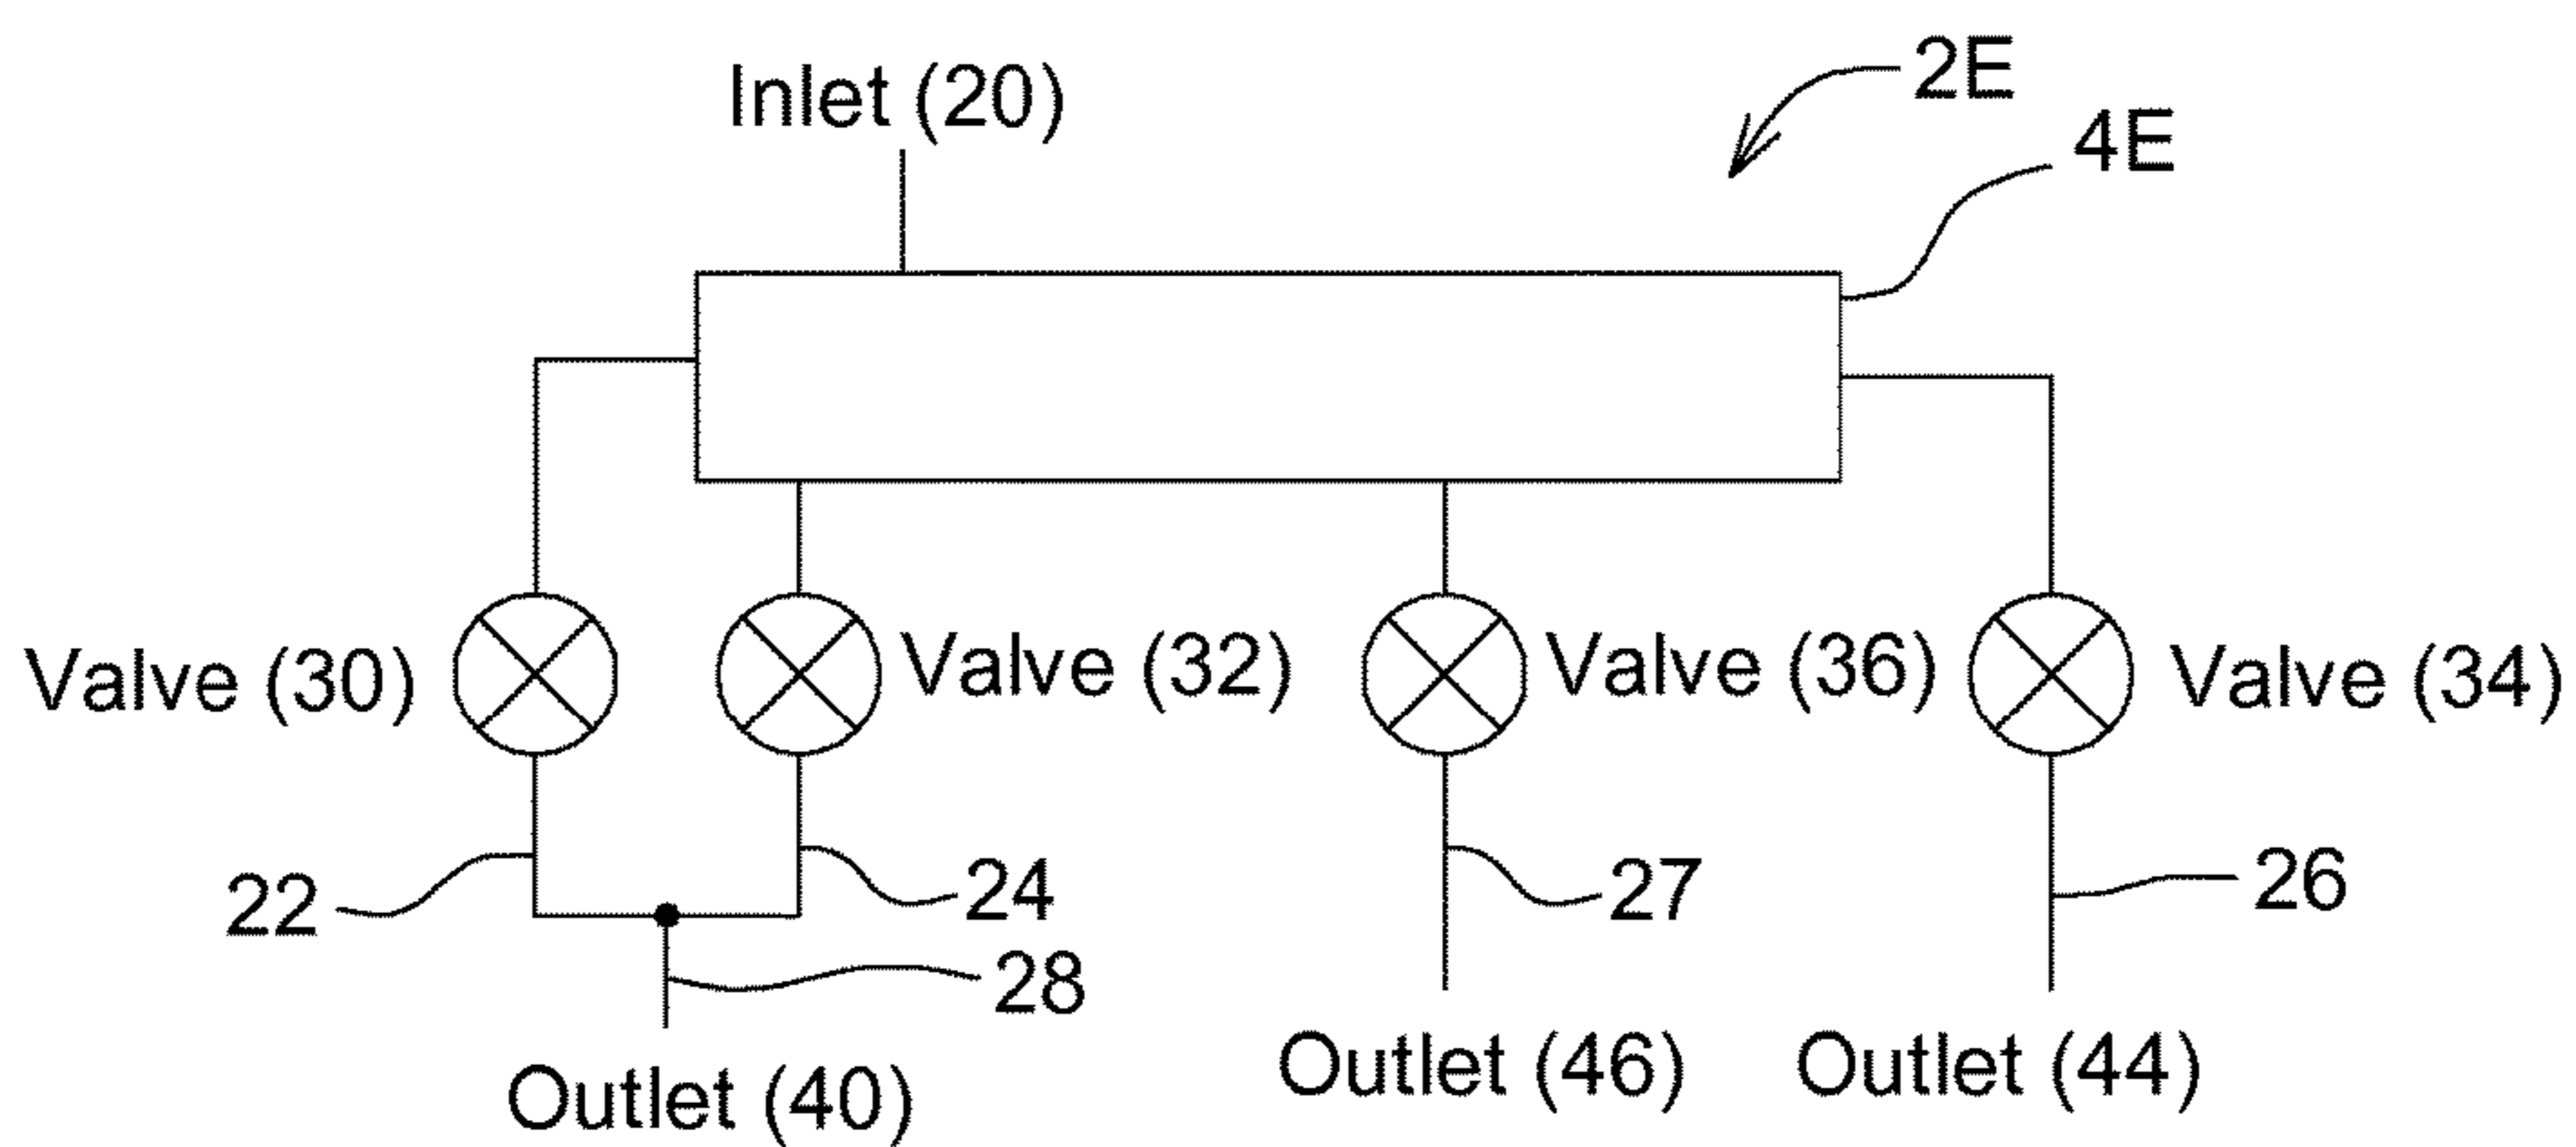 Inlet (20)
2E
4E
Valve (30)
Valve (32)
Valve (36)
Valve (34)
22
24
27
26
28
Outlet (40)
Outlet (46)
Outlet (44)